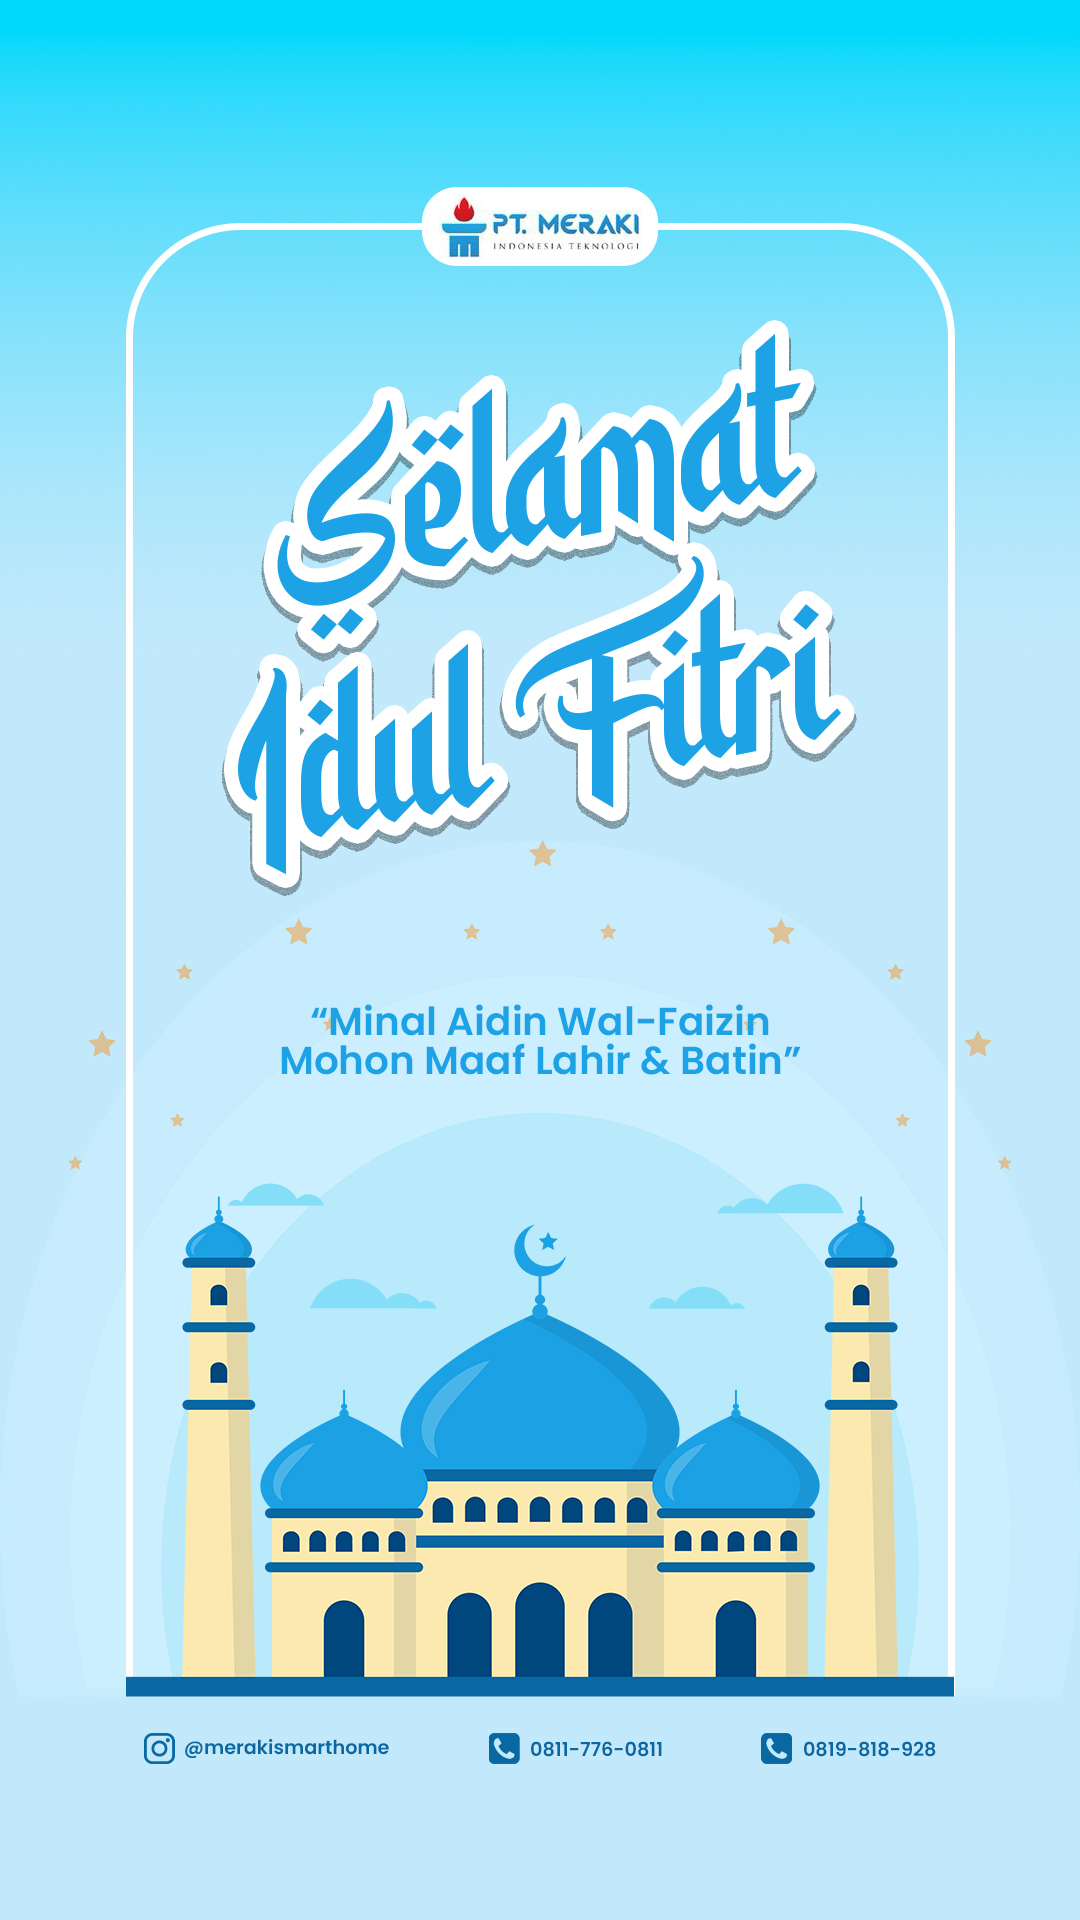 PT. MERAKI
INDONESIA TEKNOLOGI
Selamat
Idul Fitri
“Minal Aidin Wal-Faizin
Mohon Maaf Lahir & Batin”
@merakismarthome
0811-776-0811
0819-818-928